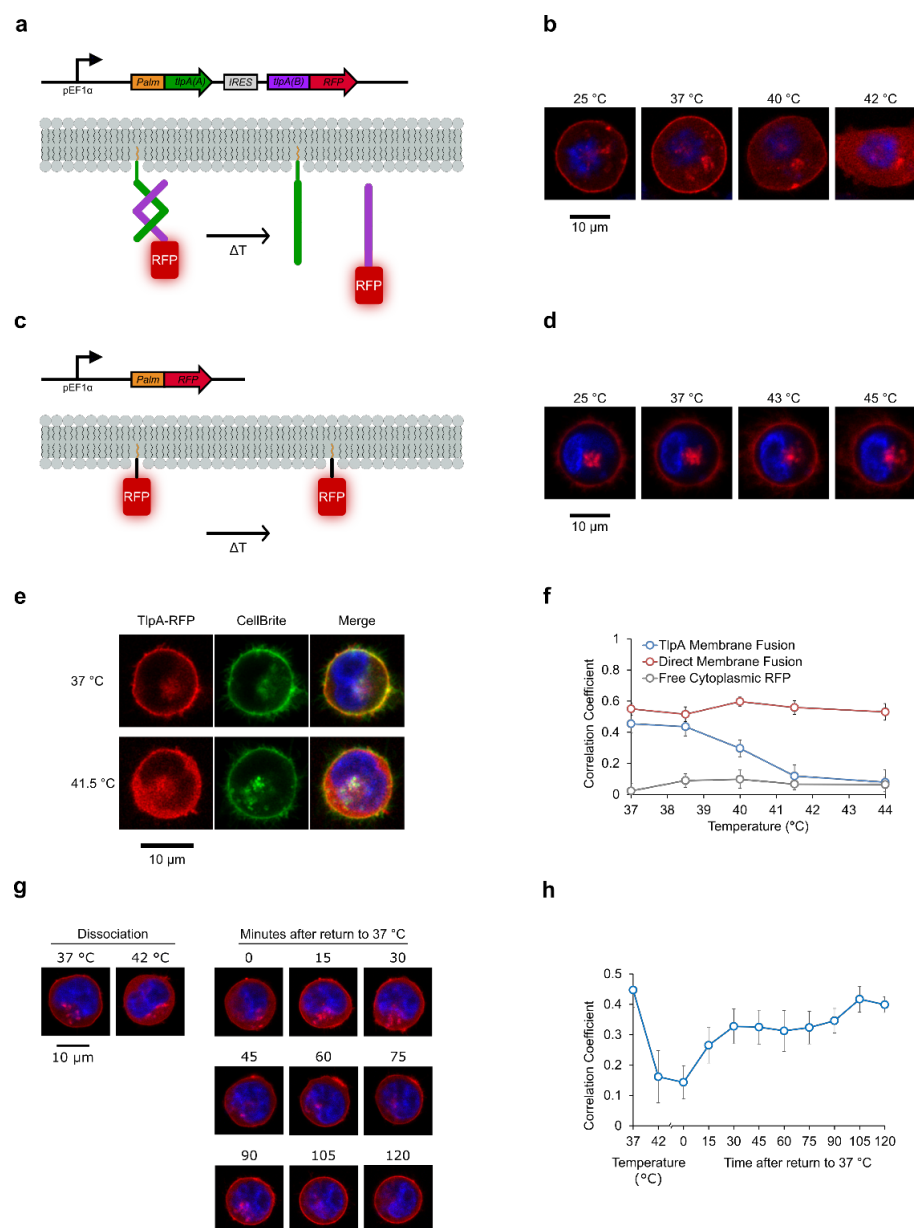 a
pEF1α
Palm
tlpA(A)
IRES
tlpA(B)
RFP
RFP
ΔT
RFP
b
25 °C 37 °C 40 °C 42 °C
10 µm
c
pEF1α
Palm
RFP
RFP
RFP
ΔT
d
25 °C 37 °C 43 °C 45 °C
10 µm
e
TlpA-RFP CellBrite Merge
37 °C
41.5 °C
10 µm
f
Correlation Coefficient
1
0.8
0.6
0.4
0.2
0
TlpA Membrane Fusion
Direct Membrane Fusion
Free Cytoplasmic RFP
37 38 39 40 41 42 43 44
Temperature (°C)
g
Dissociation
37 °C 42 °C
10 µm
Minutes after return to 37 °C
0 15 30
45 60 75
90 105 120
h
Correlation Coefficient
0.5
0.4
0.3
0.2
0.1
0
37 42 0 15 30 45 60 75 90 105 120
Temperature
(°C)
Time after return to 37 °C